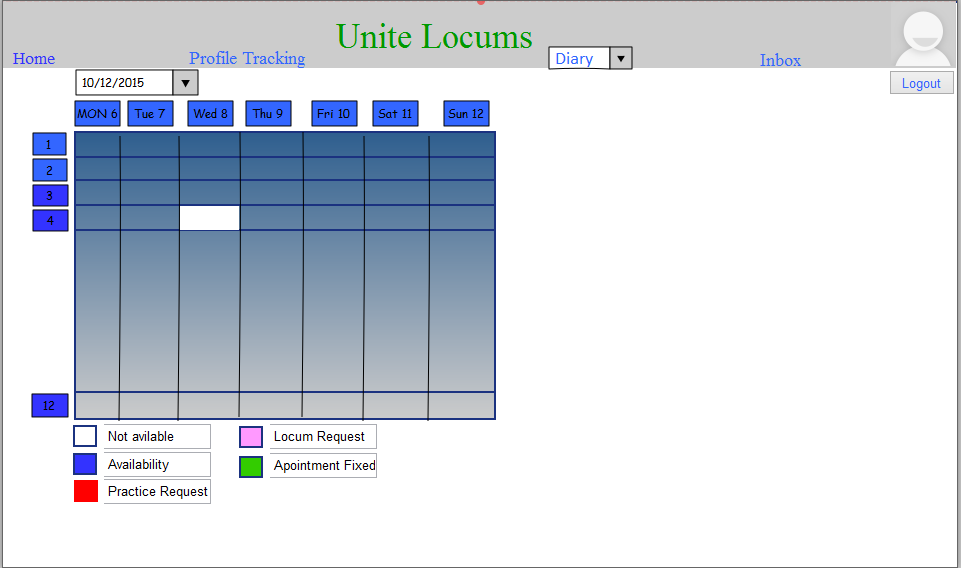 Unite Locums
Home
Profile Tracking
Diary
Inbox
Logout
10/12/2015
MON 6 Tue 7 Wed 8 Thu 9 Fri 10 Sat 11 Sun 12
1
2
3
4
12
Not avilable
Locum Request
Availability
Apointment Fixed
Practice Request